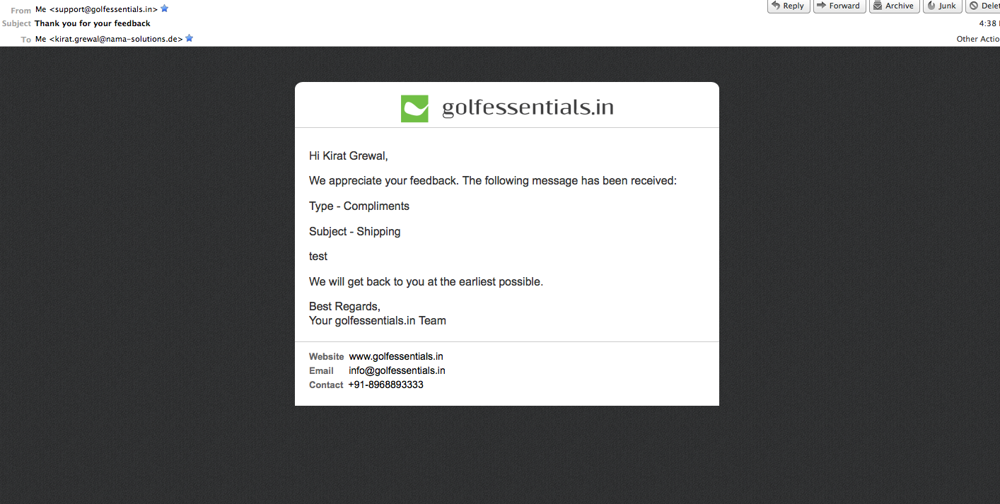 From Me <support@golfessentials.in>
Reply Forward Archive Junk
Subject Thank you for your feedback
4:38
To Me <kirat.grewal@nama-solutions.de>
Other
golfessentials.in
Hi Kirat Grewal,
We appreciate your feedback. The following message has been received:
Type - Compliments
Subject - Shipping
test
We will get back to you at the earliest possible.
Best Regards,
Your golfessentials.in Team
Website www.golfessentials.in
Email info@golfessentials.in
Contact +91-8968893333